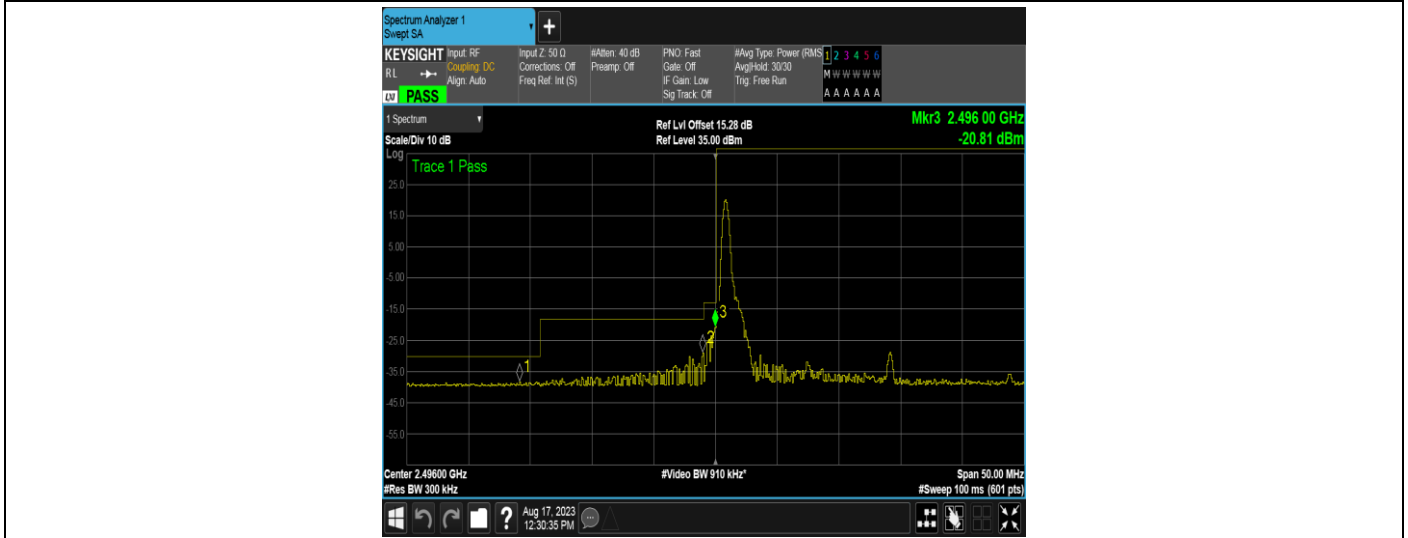 Spectrum Analyzer 1
Swept SA
+
KEYSIGHT
RL
LXI PASS
Input: RF
Coupling: DC
Align: Auto
Input Z: 50 Ω
Corrections: Off
Freq Ref: Int (S)
#Atten: 40 dB
Preamp: Off
PNO: Fast
Gate: Off
IF Gain: Low
Sig Track: Off
#Avg Type: Power (RMS
Avg|Hold: 30/30
Trig: Free Run
1 2 3 4 5 6
M W W W W W
A A A A A A
1 Spectrum
Scale/Div 10 dB
Ref Lvl Offset 15.28 dB
Ref Level 35.00 dBm
Mkr3 2.496 00 GHz
-20.81 dBm
Log
Trace 1 Pass
25.0
15.0
5.00
-5.00
-15.0
-25.0
-35.0
-45.0
-55.0
1
2
3
Center 2.49600 GHz
#Res BW 300 kHz
#Video BW 910 kHz*
Span 50.00 MHz
#Sweep 100 ms (601 pts)
?
Aug 17, 2023
12:30:35 PM